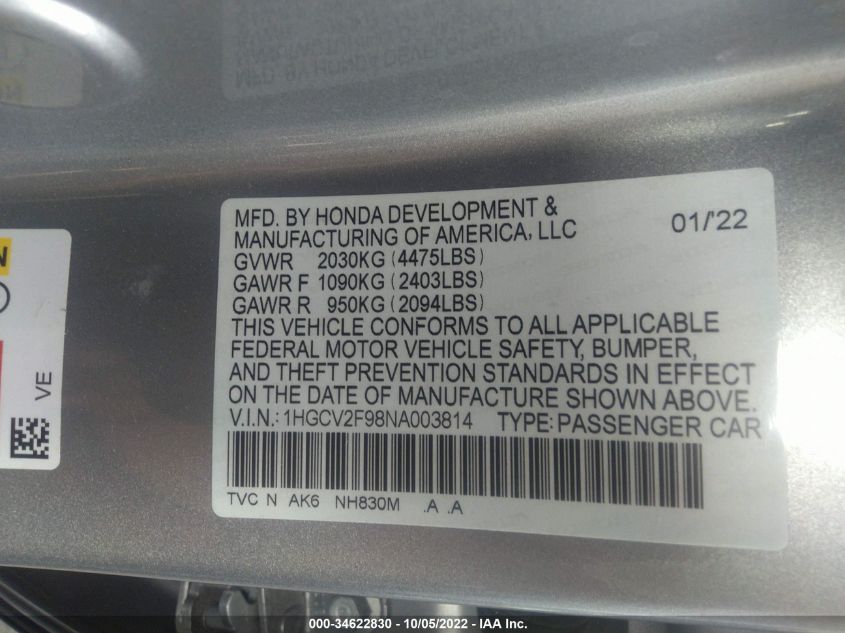 MFD. BY HONDA DEVELOPMENT &
MANUFACTURING OF AMERICA, LLC 01/'22
GVWR 2030KG (4475LBS)
GAWR F 1090KG (2403LBS)
GAWR R 950KG (2094LBS)
THIS VEHICLE CONFORMS TO ALL APPLICABLE
FEDERAL MOTOR VEHICLE SAFETY, BUMPER,
AND THEFT PREVENTION STANDARDS IN EFFECT
ON THE DATE OF MANUFACTURE SHOWN ABOVE.
V.I.N.: 1HGCV2F98NA003814 TYPE: PASSENGER CAR
TVC N AK6 NH830M .A .A
VE
000-34622830 - 10/05/2022 - IAA Inc.